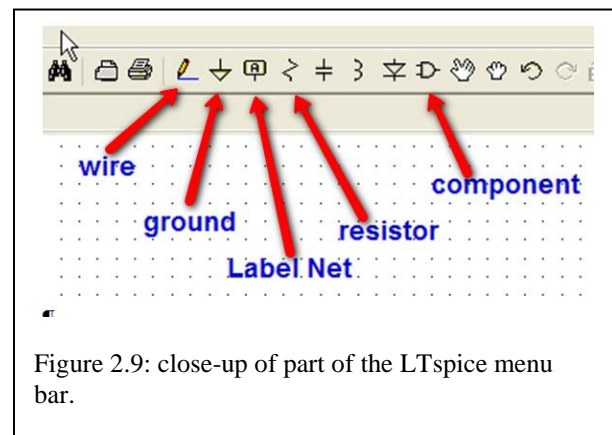 A
wire
component
ground
resistor
Label Net
¶
Figure 2.9: close-up of part of the LTspice menu
bar.